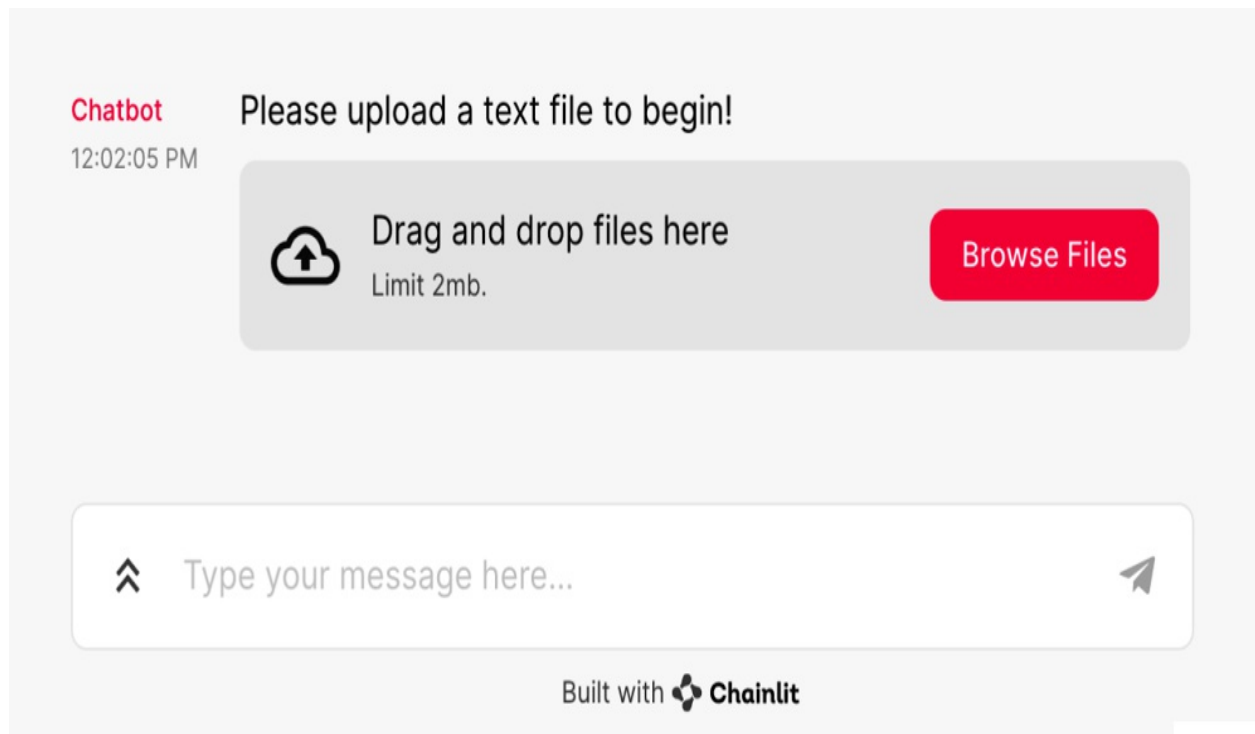 Chatbot
12:02:05 PM
Please upload a text file to begin!
Drag and drop files here
Limit 2mb.
Browse Files
Type your message here...
Built with Chainlit